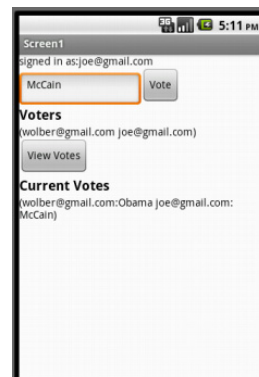 3G 5:11 PM
Screen1
signed in as:joe@gmail.com
McCain Vote
Voters
(wolber@gmail.com joe@gmail.com)
View Votes
Current Votes
(wolber@gmail.com:Obama joe@gmail.com:
McCain)